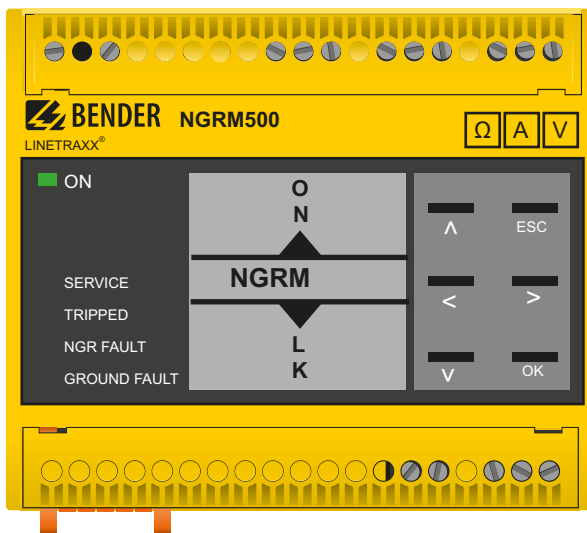 BENDER NGRM500
LINETRAXX®
Ω A V
ON
SERVICE
TRIPPED
NGR FAULT
GROUND FAULT
O
N
NGRM
L
K
ʌ ESC
< >
v OK